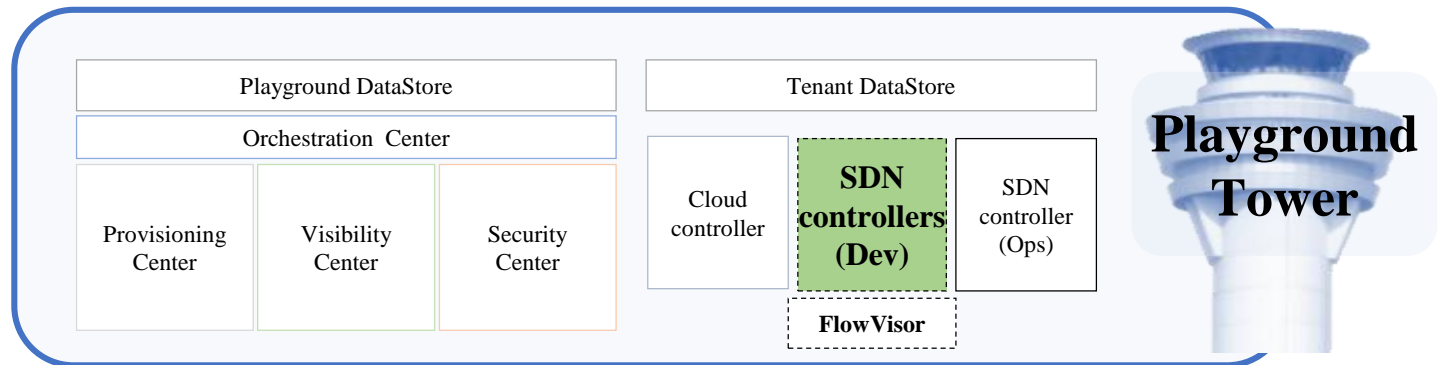 Playground DataStore
Orchestration Center
Provisioning
Center
Visibility
Center
Security
Center
Tenant DataStore
Cloud
controller
SDN
controllers
(Dev)
SDN
controller
(Ops)
FlowVisor
Playground
Tower